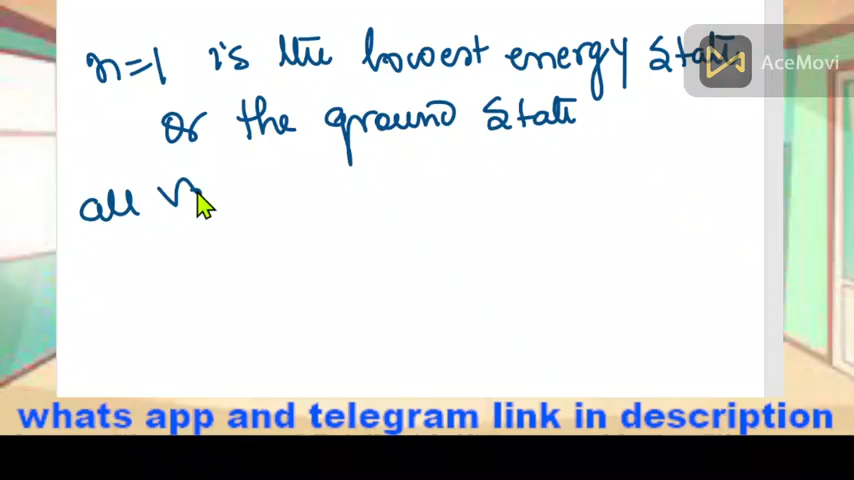 n=1 is the lowest energy state
or the ground state
all
AceMovi
whats app and telegram link in description